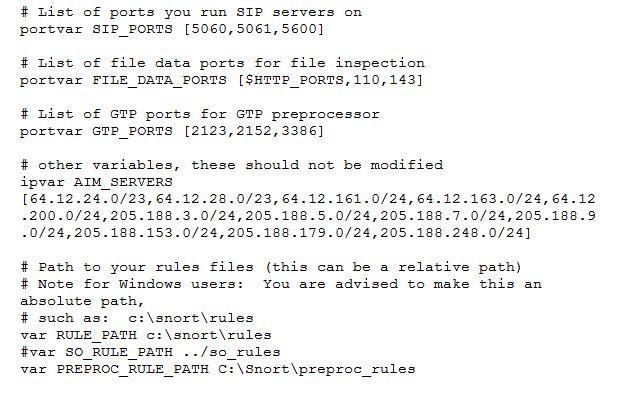 # List of ports you run SIP servers on
portvar SIP_PORTS [5060,5061,5600]
# List of file data ports for file inspection
portvar FILE_DATA_PORTS [$HTTP_PORTS,110,143]
# List of GTP ports for GTP preprocessor
portvar GTP_PORTS [2123,2152,3386]
# other variables, these should not be modified
ipvar AIM_SERVERS
[64.12.24.0/23,64.12.28.0/23,64.12.161.0/24,64.12.163.0/24,64.12
.200.0/24,205.188.3.0/24,205.188.5.0/24,205.188.7.0/24,205.188.9
.0/24,205.188.153.0/24,205.188.179.0/24,205.188.248.0/24]
# Path to your rules files (this can be a relative path)
# Note for Windows users:  You are advised to make this an
absolute path,
# such as:  c:\snort\rules
var RULE_PATH c:\snort\rules
#var SO_RULE_PATH ../so_rules
var PREPROC_RULE_PATH C:\Snort\preproc_rules